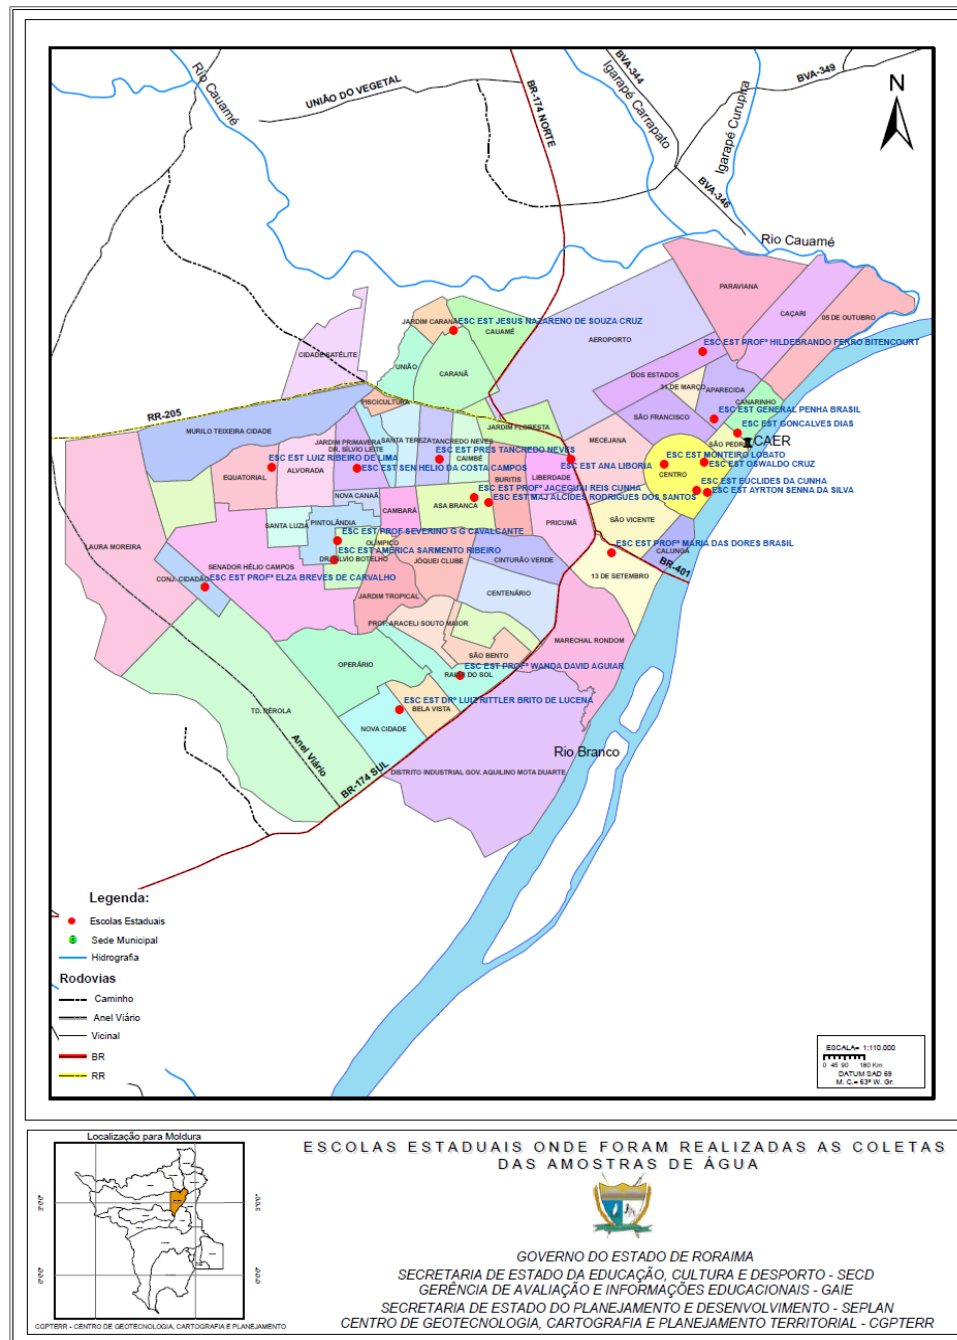 UNIÃO DO VEGETAL
Rio Cauamé
BR-174 NORTE
BVA-344
Igarapé Carrapato
Igarapé Curupira
BVA-349
N
BVA-346
Rio Cauamé
PARAVIANA
CAÇARI
05 DE OUTUBRO
JARDIM CARANÃ
ESC EST JESUS NAZARENO DE SOUZA CRUZ
CAUAMÉ
AEROPORTO
ESC EST PROFº HILDEBRANDO FERRO BITENCOURT
CIDADE SATÉLITE
UNIÃO
CARANÃ
DOS ESTADOS
31 DE MARÇO
APARECIDA
CANARINHO
PISCICULTURA
RR-205
MURILO TEIXEIRA CIDADE
SÃO FRANCISCO
ESC EST GENERAL PENHA BRASIL
ESC EST GONCALVES DIAS
JARDIM FLORESTA
MECEJANA
SÃO PEDRO
CAER
JARDIM PRIMAVERA
DR. SÍLVIO LEITE
SANTA TEREZA
TANCREDO NEVES
ESC EST PRES TANCREDO NEVES
CAIMBÉ
ESC EST LUIZ RIBEIRO DE LIMA
ESC EST SEN HELIO DA COSTA CAMPOS
ESC EST ANA LIBORIA
ESC EST MONTEIRO LOBATO
ESC EST OSWALDO CRUZ
CENTRO
EQUATORIAL
ALVORADA
BURITIS
LIBERDADE
ESC EST PROFº JACEGUAI REIS CUNHA
ESC EST MAJ ALCIDES RODRIGUES DOS SANTOS
ESC EST EUCLIDES DA CUNHA
ESC EST AYRTON SENNA DA SILVA
NOVA CANAÃ
CAMBARÁ
ASA BRANCA
SANTA LUZIA
PINTOLÂNDIA
PRICUMÃ
SÃO VICENTE
ESC EST PROF SEVERINO G G CAVALCANTE
OLÍMPICO
ESC EST AMÉRICA SARMENTO RIBEIRO
DR. SÍLVIO BOTELHO
ESC EST PROFª MARIA DAS DORES BRASIL
CALUNGA
LAURA MOREIRA
SENADOR HÉLIO CAMPOS
JÓQUEI CLUBE
CINTURÃO VERDE
BR-401
CONJ. CIDADÃO
ESC EST PROFª ELZA BREVES DE CARVALHO
13 DE SETEMBRO
JARDIM TROPICAL
CENTENÁRIO
PROF. ARACELI SOUTO MAIOR
MARECHAL RONDOM
SÃO BENTO
OPERÁRIO
ESC EST PROFª WANDA DAVID AGUIAR
RAIAR DO SOL
ESC EST DRº LUIZ RITTLER BRITO DE LUCENA
TD. PÉROLA
BELA VISTA
NOVA CIDADE
Anel Viário
BR-174 SUL
Rio Branco
DISTRITO INDUSTRIAL GOV. AQUILINO MOTA DUARTE
Legenda:
Escolas Estaduais
Sede Municipal
Hidrografia
Rodovias
Caminho
Anel Viário
Vicinal
BR
RR
ESCALA= 1:110.000
0 45 90 180 Km
DATUM SAD 69
M. C.= 63º W. Gr.
Localização para Moldura
CGPTERR - CENTRO DE GEOTECNOLOGIA, CARTOGRAFIA E PLANEJAMENTO
ESCOLAS ESTADUAIS ONDE FORAM REALIZADAS AS COLETAS
DAS AMOSTRAS DE ÁGUA
GOVERNO DO ESTADO DE RORAIMA
SECRETARIA DE ESTADO DA EDUCAÇÃO, CULTURA E DESPORTO - SECD
GERÊNCIA DE AVALIAÇÃO E INFORMAÇÕES EDUCACIONAIS - GAIE
SECRETARIA DE ESTADO DO PLANEJAMENTO E DESENVOLVIMENTO - SEPLAN
CENTRO DE GEOTECNOLOGIA, CARTOGRAFIA E PLANEJAMENTO TERRITORIAL - CGPTERR